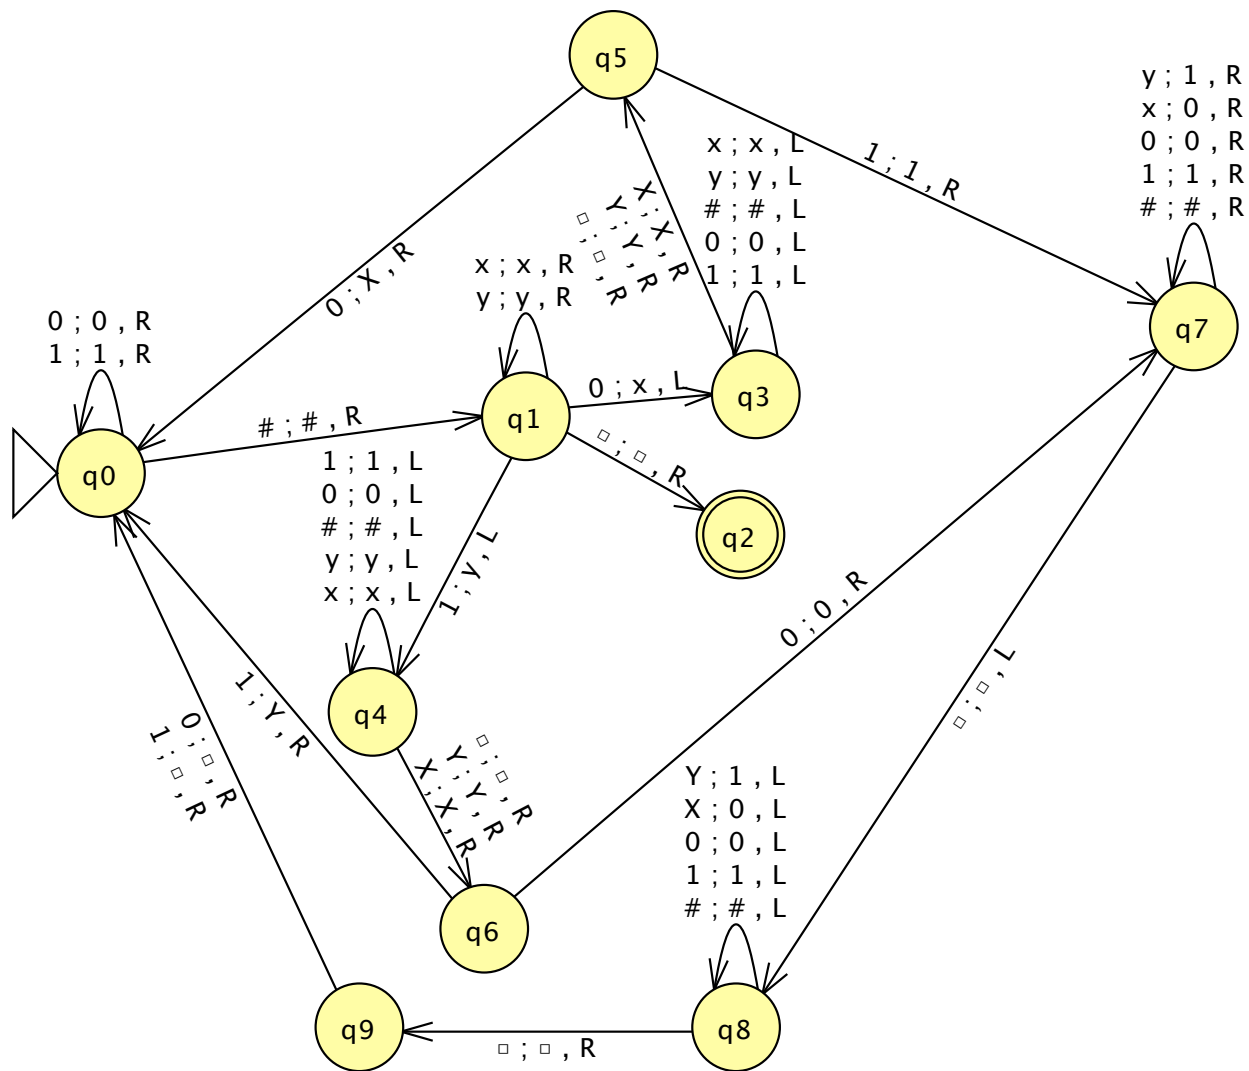 q5
y ; 1 , R
x ; 0 , R
0 ; 0 , R
1 ; 1 , R
# ; # , R
x ; x , L
y ; y , L
# ; # , L
0 ; 0 , L
1 ; 1 , L
1 ; 1 , R
X ; X , R
Y ; Y , R
□ ; □ , R
0 ; X , R
x ; x , R
y ; y , R
0 ; 0 , R
1 ; 1 , R
q7
0 ; x , L
q3
# ; # , R
q1
q0
□ ; □ , R
1 ; 1 , L
0 ; 0 , L
# ; # , L
y ; y , L
x ; x , L
q2
1 ; y , L
0 ; 0 , R
□ ; □ , L
1 ; Y , R
q4
0 ; □ , R
1 ; □ , R
□ ; □ , R
Y ; Y , R
X ; X , R
Y ; 1 , L
X ; 0 , L
0 ; 0 , L
1 ; 1 , L
# ; # , L
q6
q9
q8
□ ; □ , R